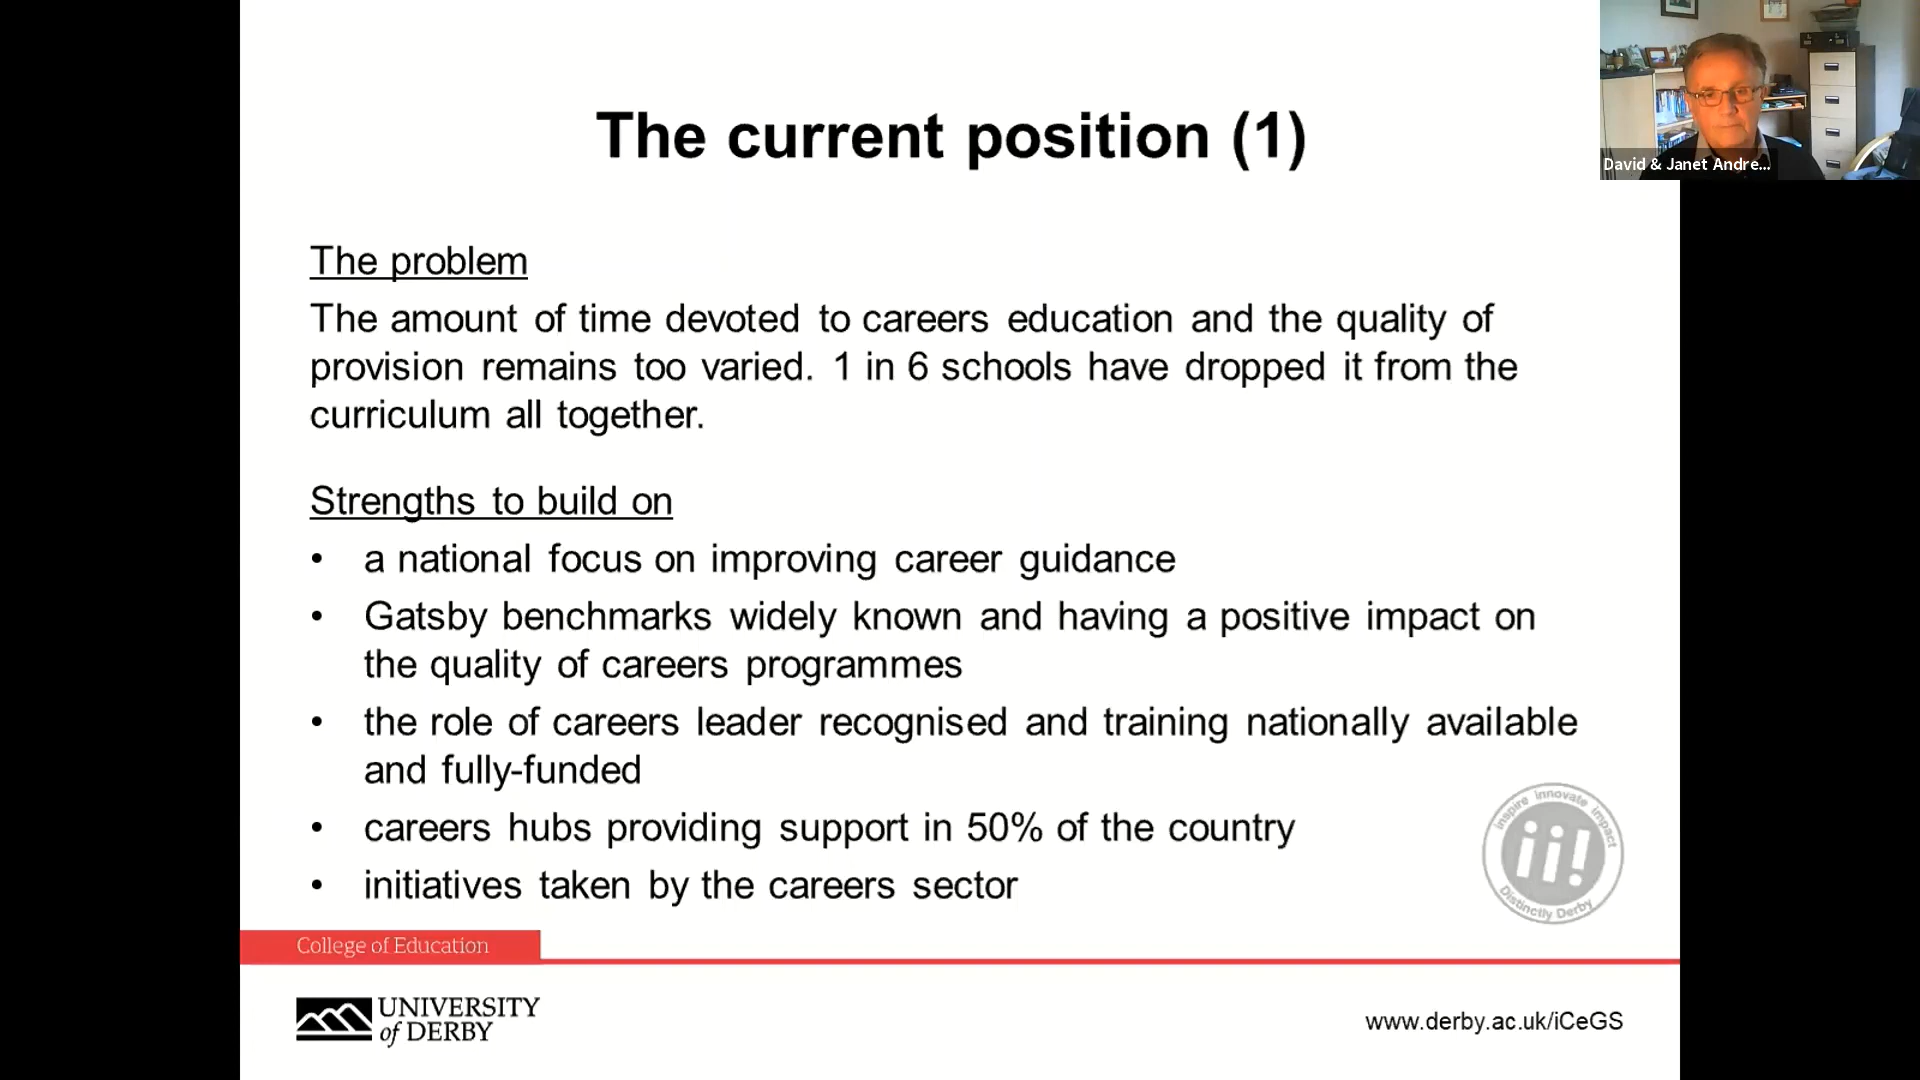 The current position (1)
David & Janet Andre...
The problem
The amount of time devoted to careers education and the quality of
provision remains too varied. 1 in 6 schools have dropped it from the
curriculum all together.
Strengths to build on
• a national focus on improving career guidance
• Gatsby benchmarks widely known and having a positive impact on
the quality of careers programmes
• the role of careers leader recognised and training nationally available
and fully-funded
• careers hubs providing support in 50% of the country
• initiatives taken by the careers sector
inspire innovate impact
ii!
Distinctly Derby
College of Education
UNIVERSITY
of DERBY
www.derby.ac.uk/iCeGS